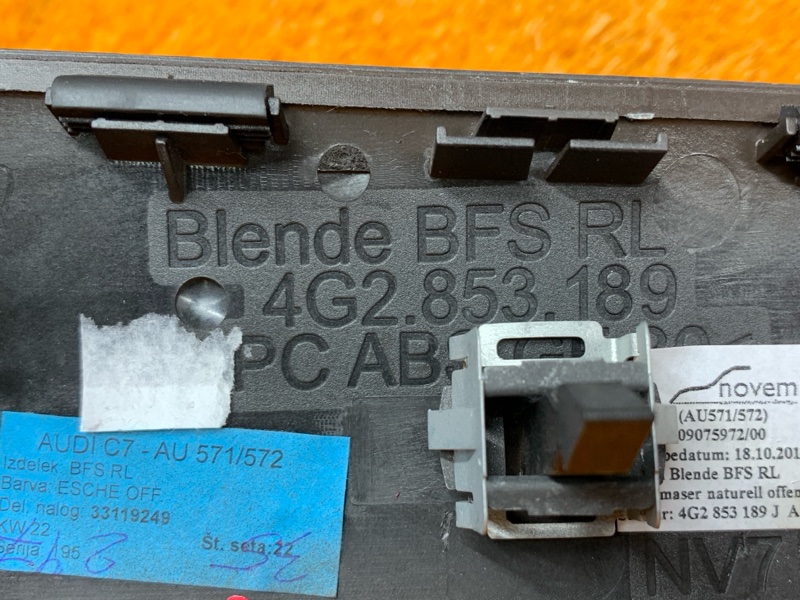 Blende BFS RL
4G2.853.189
PC ABS
AUDI C7 - AU 571/572
Izdelek: BFS RL
Barva: ESCHE OFF
Del. nalog: 33119249
KW 22
Serija 95
Št. seta: 22
novem
(AU571/572)
09075972/00
18.10.201
Blende BFS RL
maser naturell offen
4G2 853 189 J A
NV7